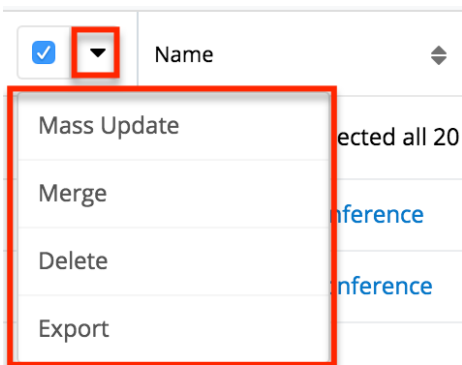 Name
Mass Update
ected all 20
Merge
nference
Delete
nference
Export